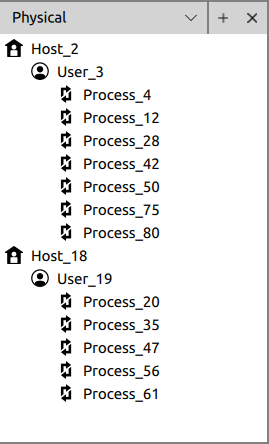 Physical
Host_2
User_3
Process_4
Process_12
Process_28
Process_42
Process_50
Process_75
Process_80
Host_18
User_19
Process_20
Process_35
Process_47
Process_56
Process_61